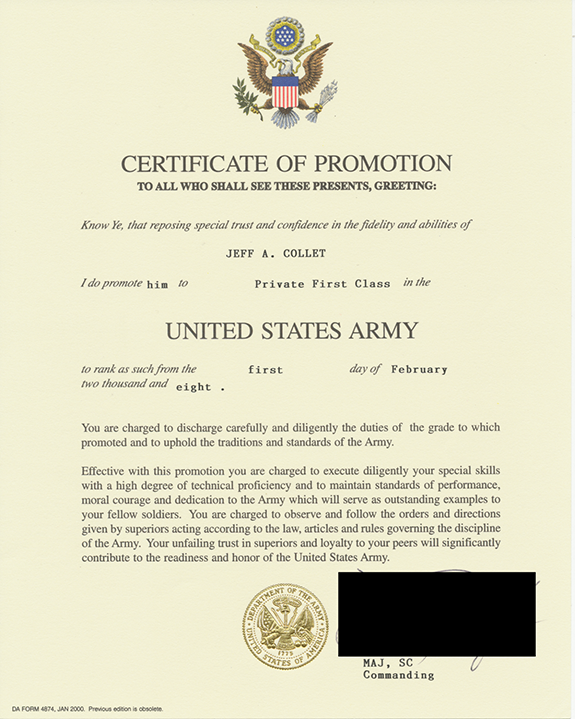 CERTIFICATE OF PROMOTION
TO ALL WHO SHALL SEE THESE PRESENTS, GREETING:
Know Ye, that reposing special trust and confidence in the fidelity and abilities of
JEFF A. COLLET
I do promote him to Private First Class in the
UNITED STATES ARMY
to rank as such from the first day of February
two thousand and eight .
You are charged to discharge carefully and diligently the duties of the grade to which
promoted and to uphold the traditions and standards of the Army.
Effective with this promotion you are charged to execute diligently your special skills
with a high degree of technical proficiency and to maintain standards of performance,
moral courage and dedication to the Army which will serve as outstanding examples to
your fellow soldiers. You are charged to observe and follow the orders and directions
given by superiors acting according to the law, articles and rules governing the discipline
of the Army. Your unfailing trust in superiors and loyalty to your peers will significantly
contribute to the readiness and honor of the United States Army.
DEPARTMENT OF THE ARMY
UNITED STATES OF AMERICA
1775
MAJ, SC
Commanding
DA FORM 4874, JAN 2000. Previous edition is obsolete.